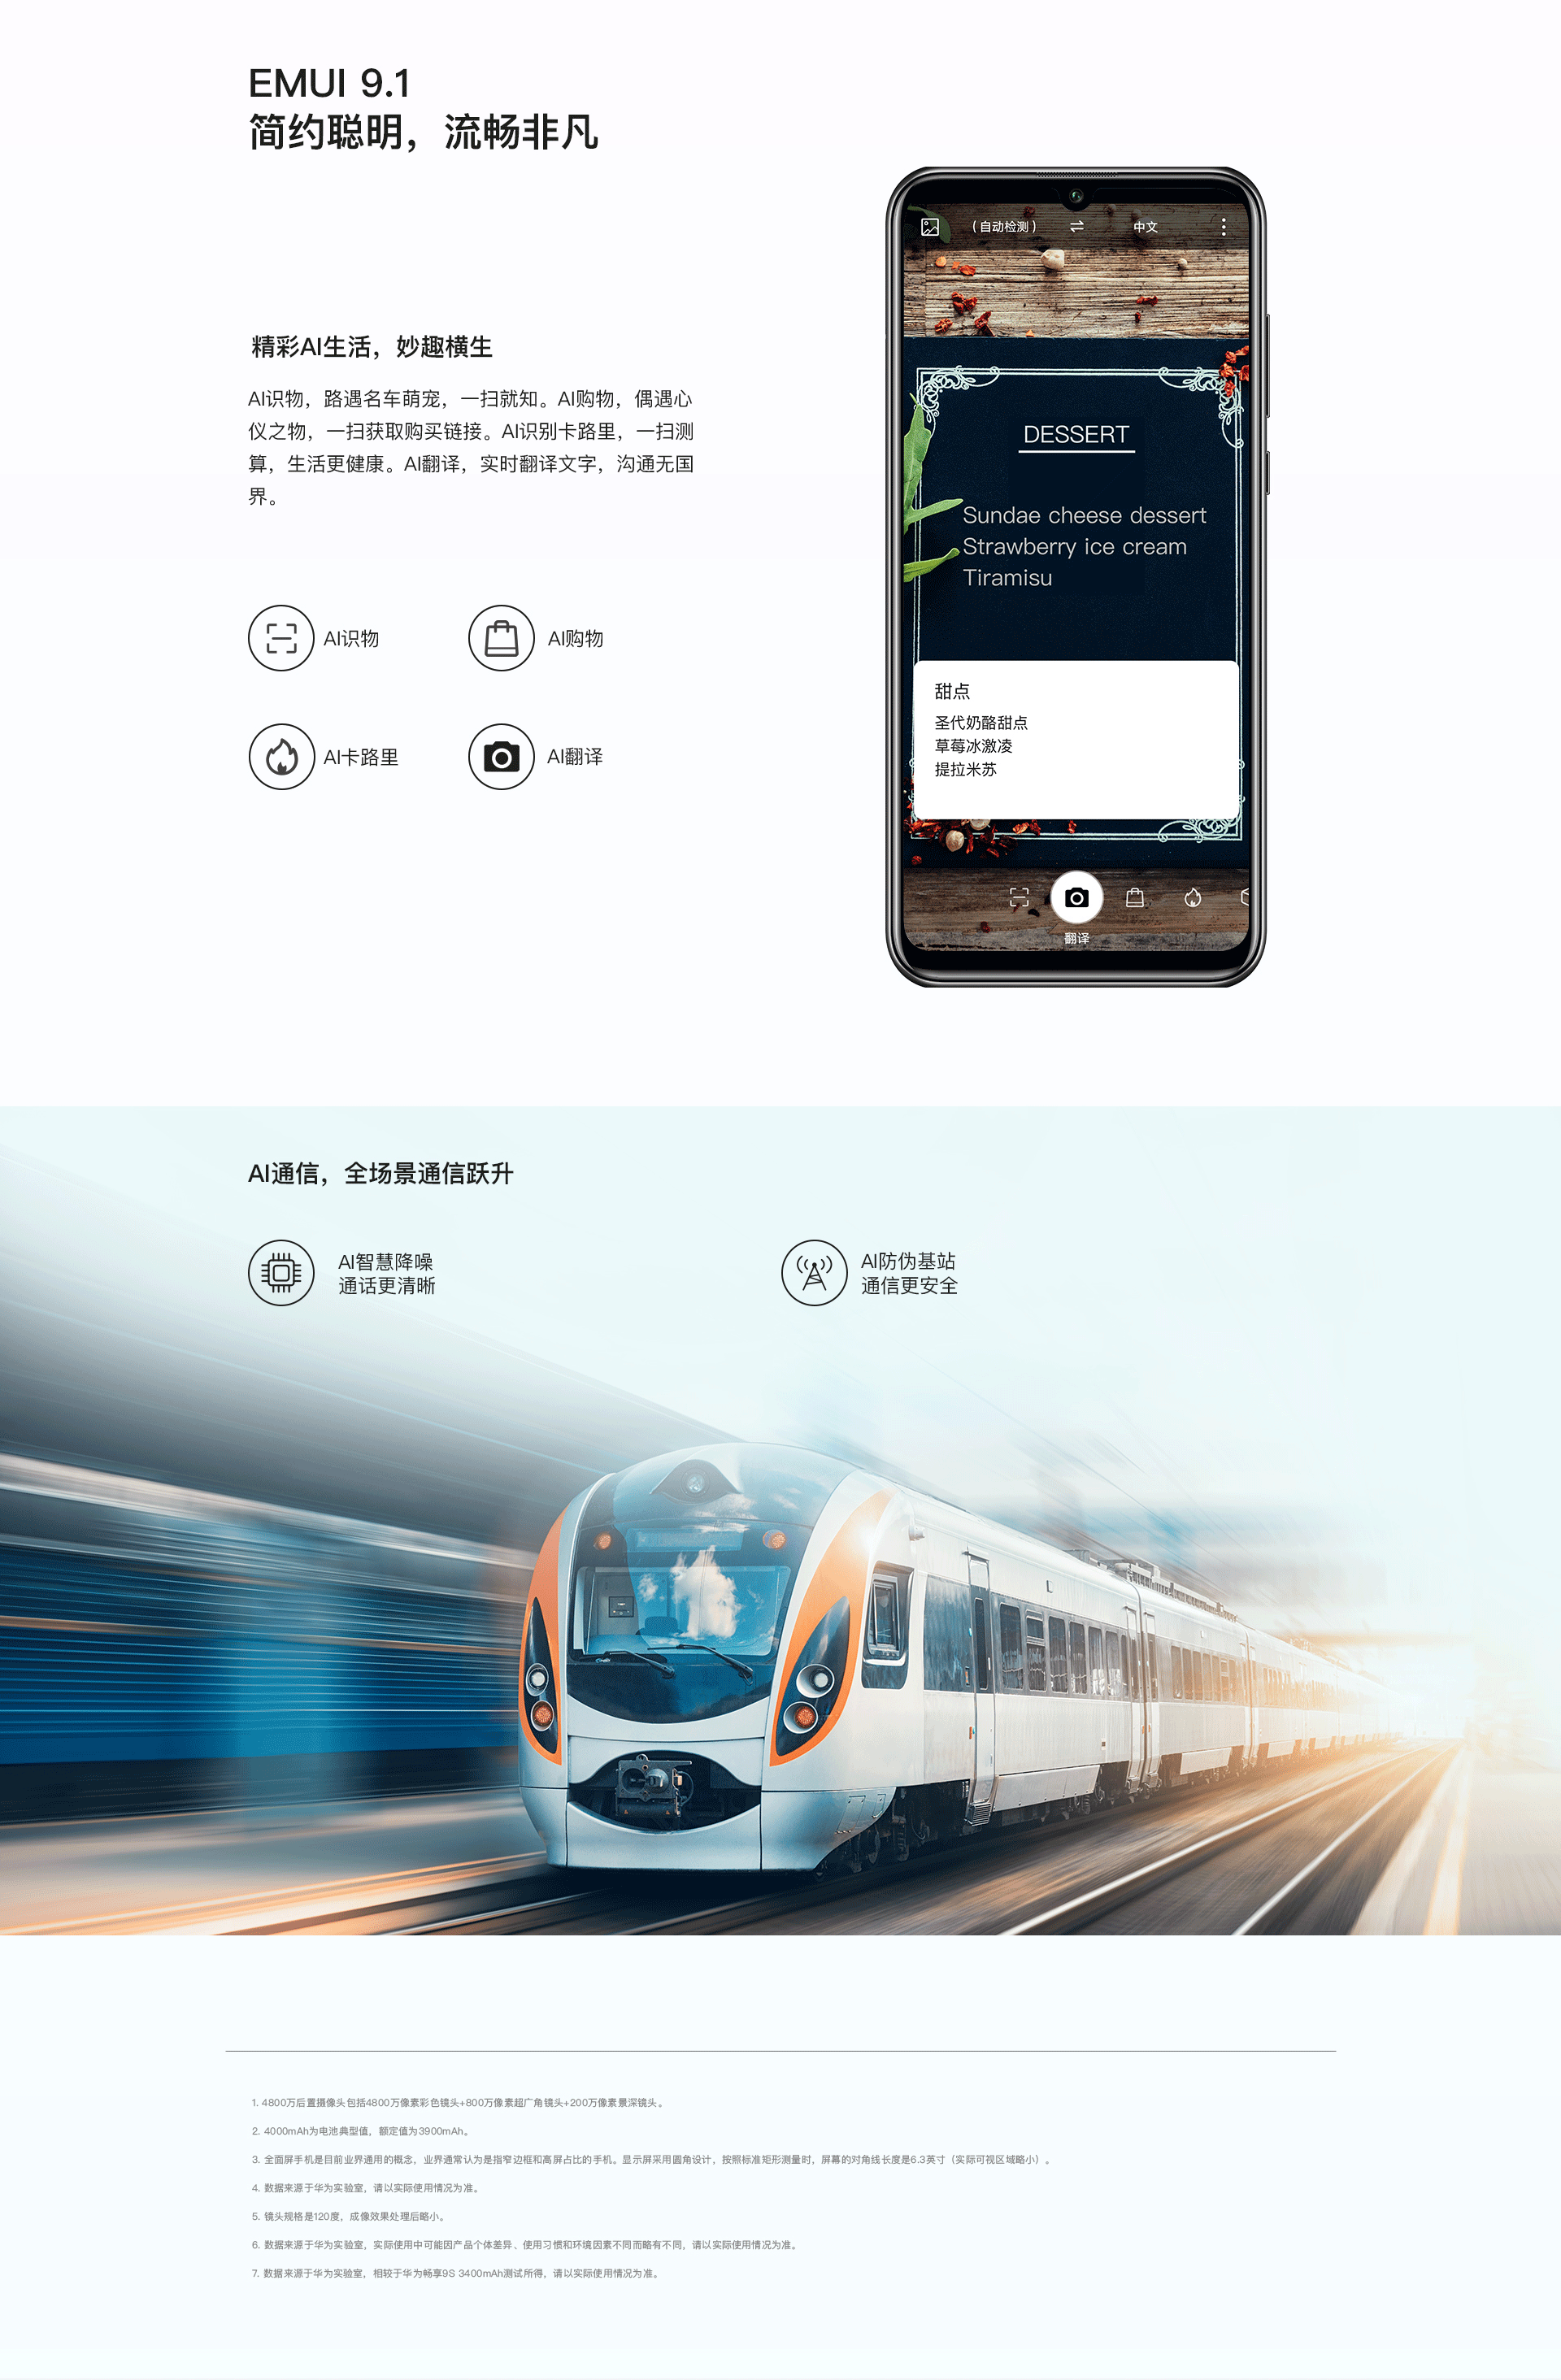 EMUI 9.1
简约聪明，流畅非凡
精彩AI生活，妙趣横生
AI识物，路遇名车萌宠，一扫就知。AI购物，偶遇心
仪之物，一扫获取购买链接。AI识别卡路里，一扫测
算，生活更健康。AI翻译，实时翻译文字，沟通无国
界。
AI识物
AI购物
AI卡路里
AI翻译
（自动检测） 中文
DESSERT
Sundae cheese dessert
Strawberry ice cream
Tiramisu
甜点
圣代奶酪甜点
草莓冰激凌
提拉米苏
翻译
AI通信，全场景通信跃升
AI智慧降噪
通话更清晰
AI防伪基站
通信更安全
1. 4800万后置摄像头包括4800万像素彩色镜头+800万像素超广角镜头+200万像素景深镜头。
2. 4000mAh为电池典型值，额定值为3900mAh。
3. 全面屏手机是目前业界通用的概念，业界通常认为是指窄边框和高屏占比的手机。显示屏采用圆角设计，按照标准矩形测量时，屏幕的对角线长度是6.3英寸（实际可视区域略小）。
4. 数据来源于华为实验室，请以实际使用情况为准。
5. 镜头规格是120度，成像效果处理后略小。
6. 数据来源于华为实验室，实际使用中可能因产品个体差异、使用习惯和环境因素不同而略有不同，请以实际使用情况为准。
7. 数据来源于华为实验室，相较于华为畅享9S 3400mAh测试所得，请以实际使用情况为准。